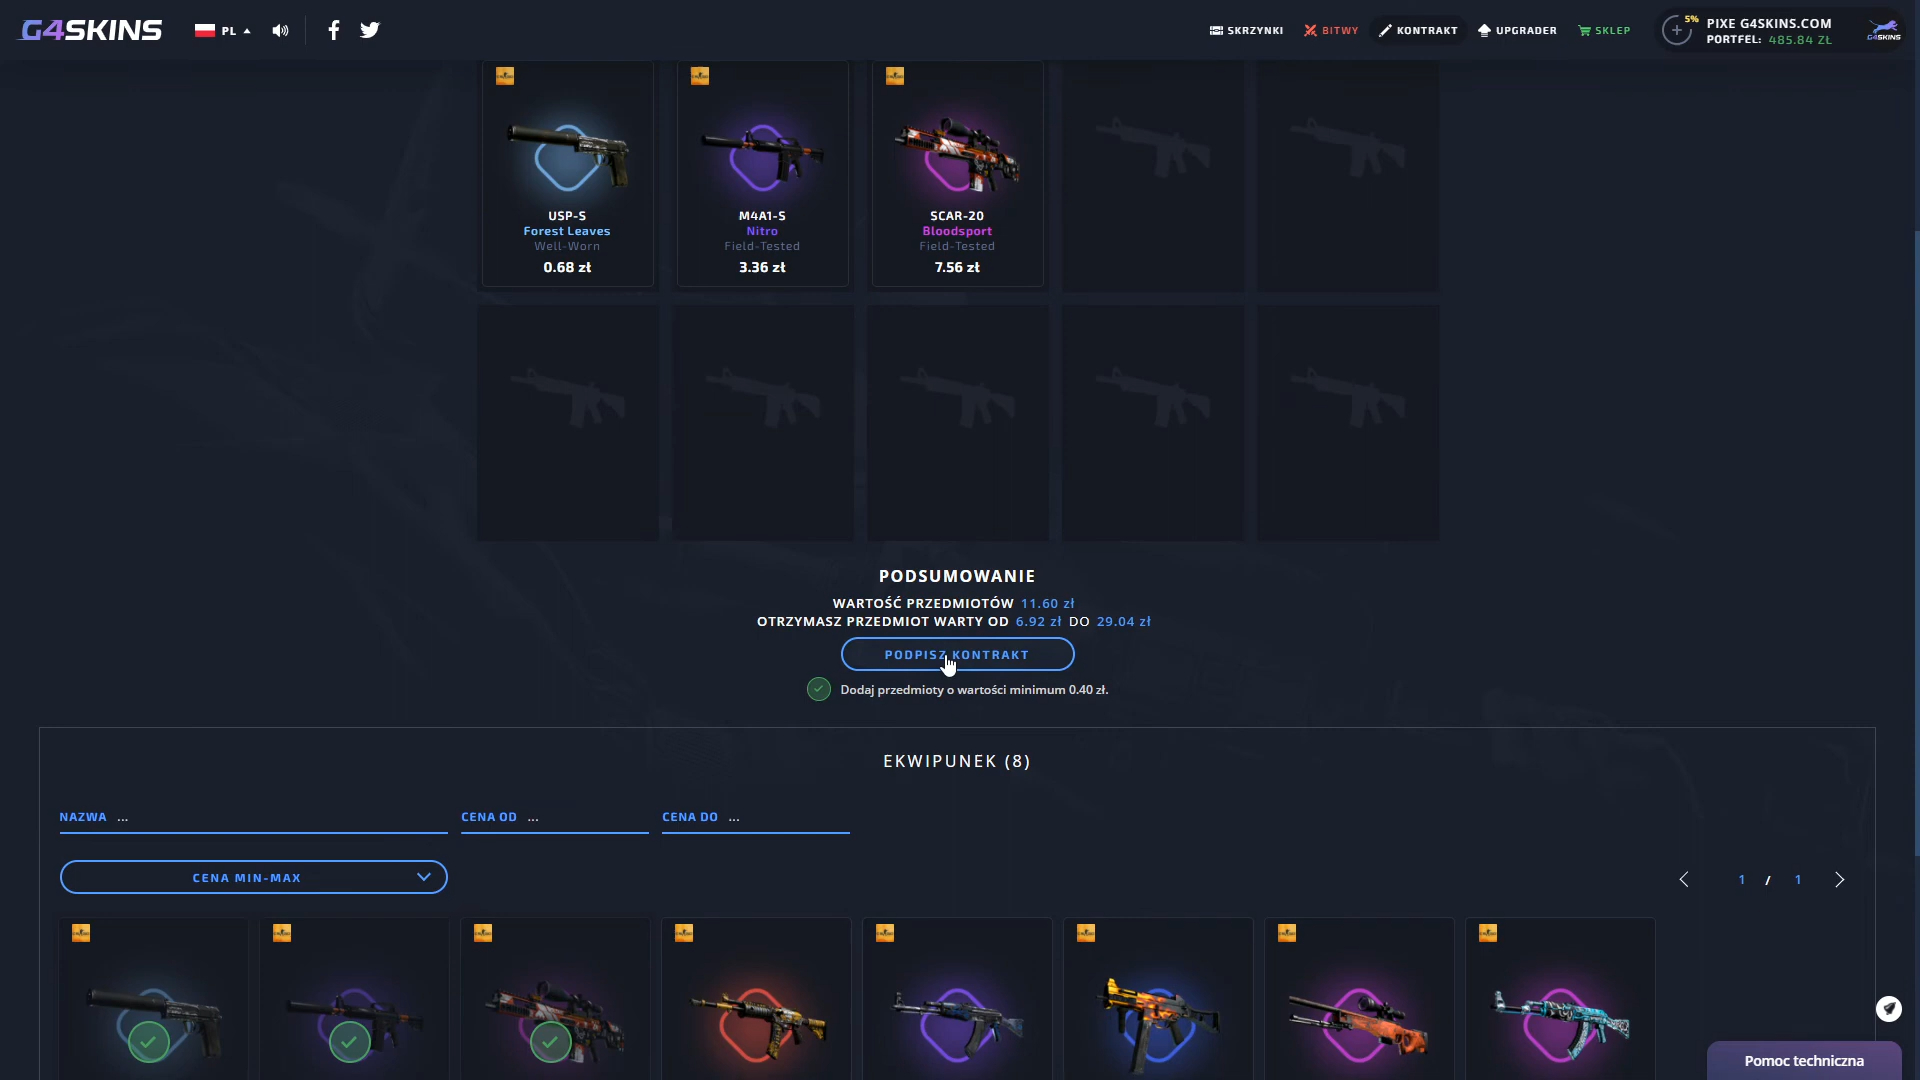 G4SKINS
PL
SKRZYNKI
BITWY
KONTRAKT
UPGRADER
SKLEP
5%
PIXE G4SKINS.COM
PORTFEL: 485.84 ZŁ
G4SKINS
USP-S
Forest Leaves
Well-Worn
0.68 zł
M4A1-S
Nitro
Field-Tested
3.36 zł
SCAR-20
Bloodsport
Field-Tested
7.56 zł
PODSUMOWANIE
WARTOŚĆ PRZEDMIOTÓW 11.60 zł
OTRZYMASZ PRZEDMIOT WARTY OD 6.92 zł DO 29.04 zł
PODPISZ KONTRAKT
Dodaj przedmioty o wartości minimum 0.40 zł.
EKWIPUNEK (8)
NAZWA ...
CENA OD ...
CENA DO ...
CENA MIN-MAX
1 / 1
Pomoc techniczna